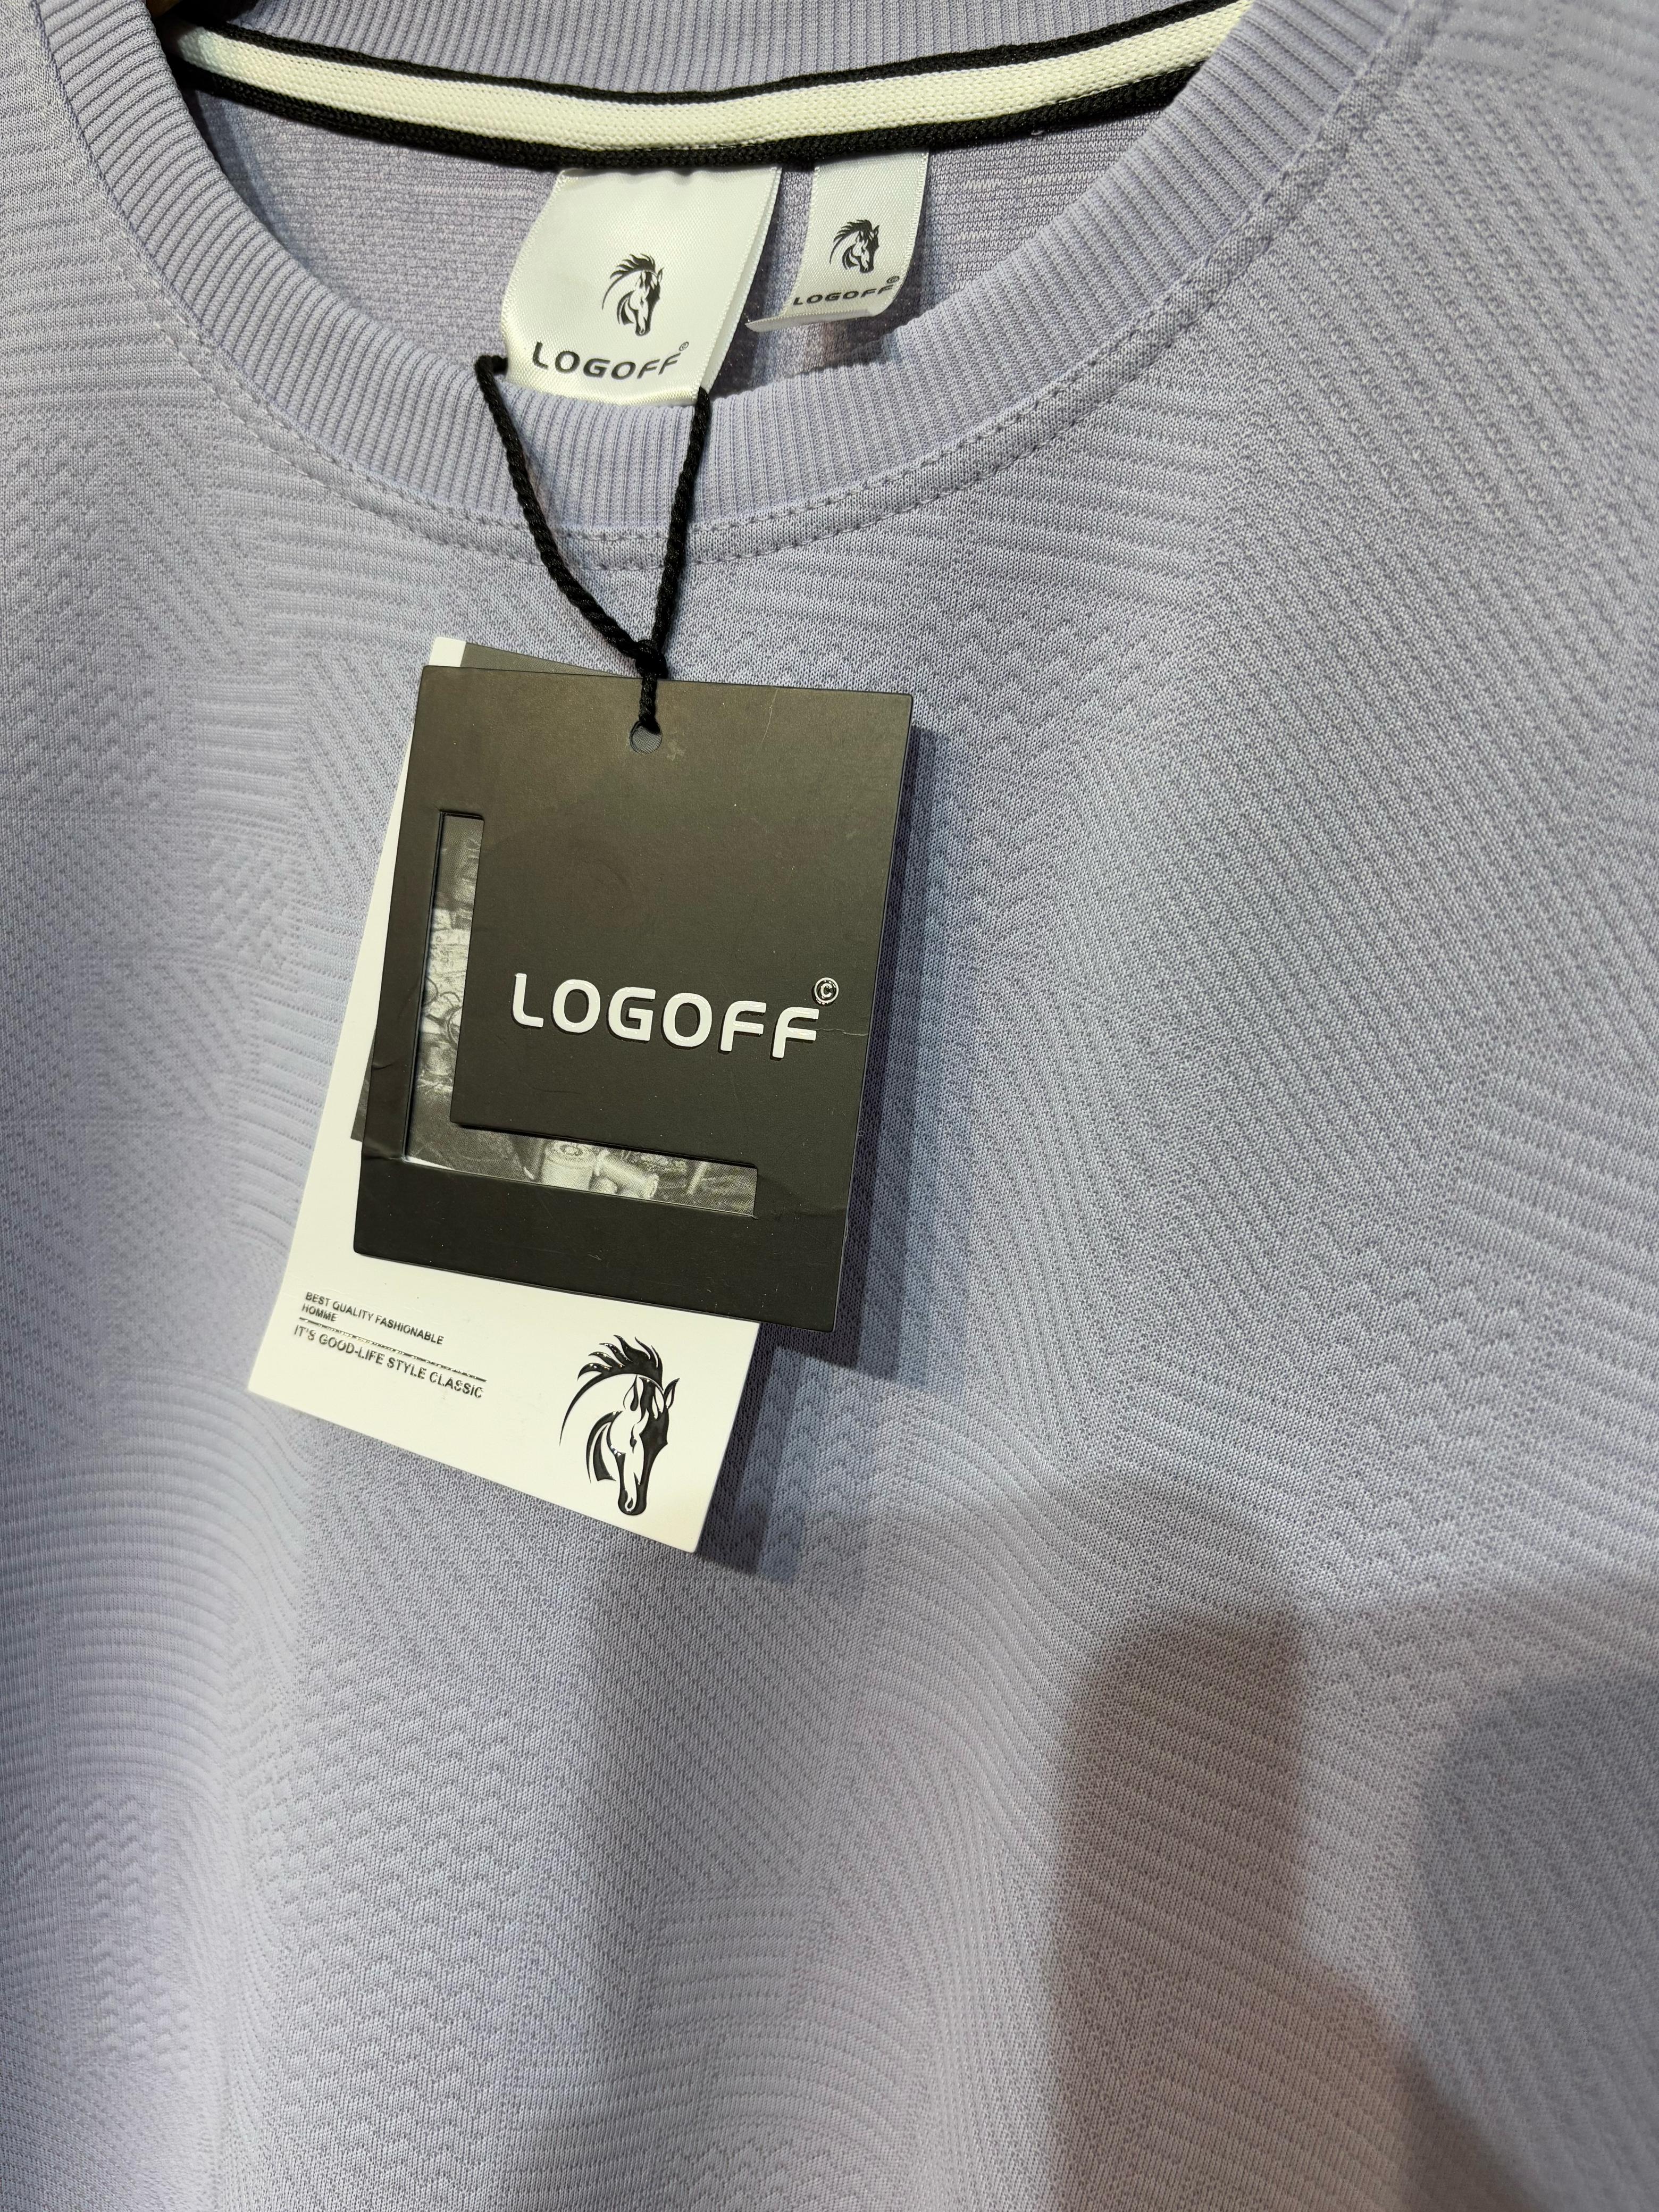 LOGOFF®
LOGOFF®
LOGOFF©
BEST QUALITY FASHIONABLE
HOMME
IT'S GOOD-LIFE STYLE CLASSIC